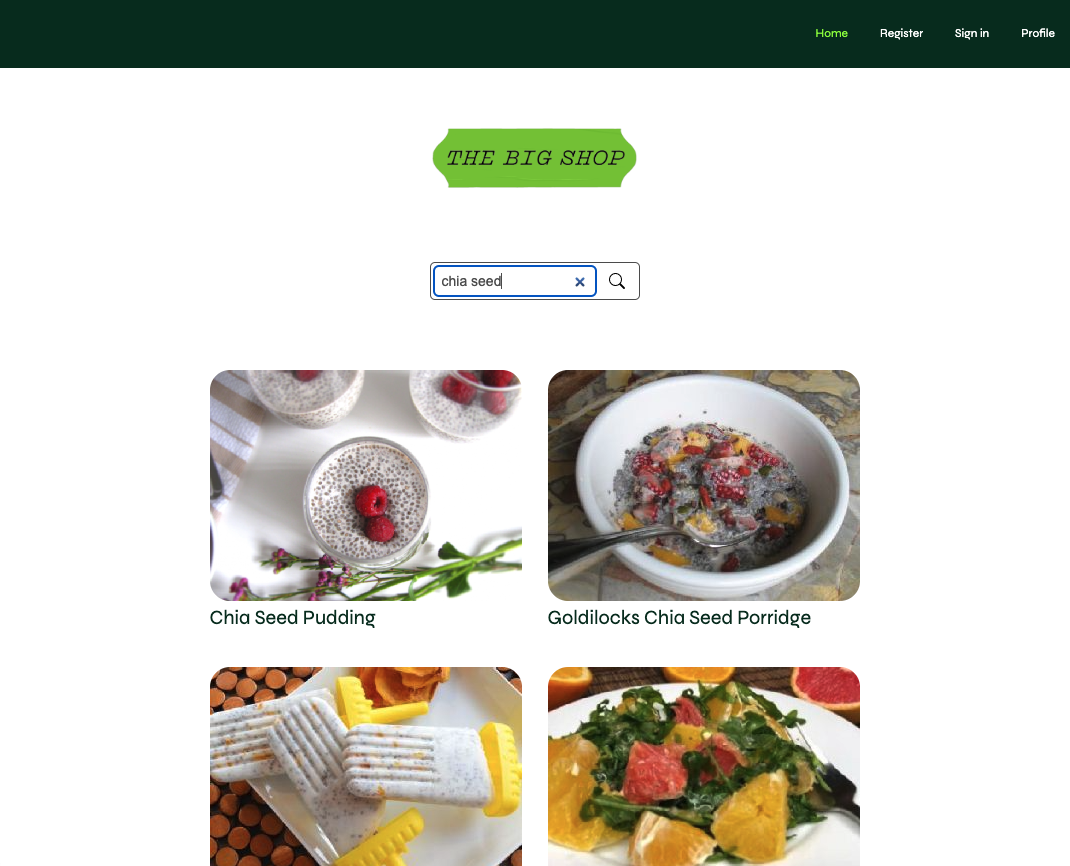 Home Register Sign in Profile
THE BIG SHOP
chia seed
Chia Seed Pudding
Goldilocks Chia Seed Porridge